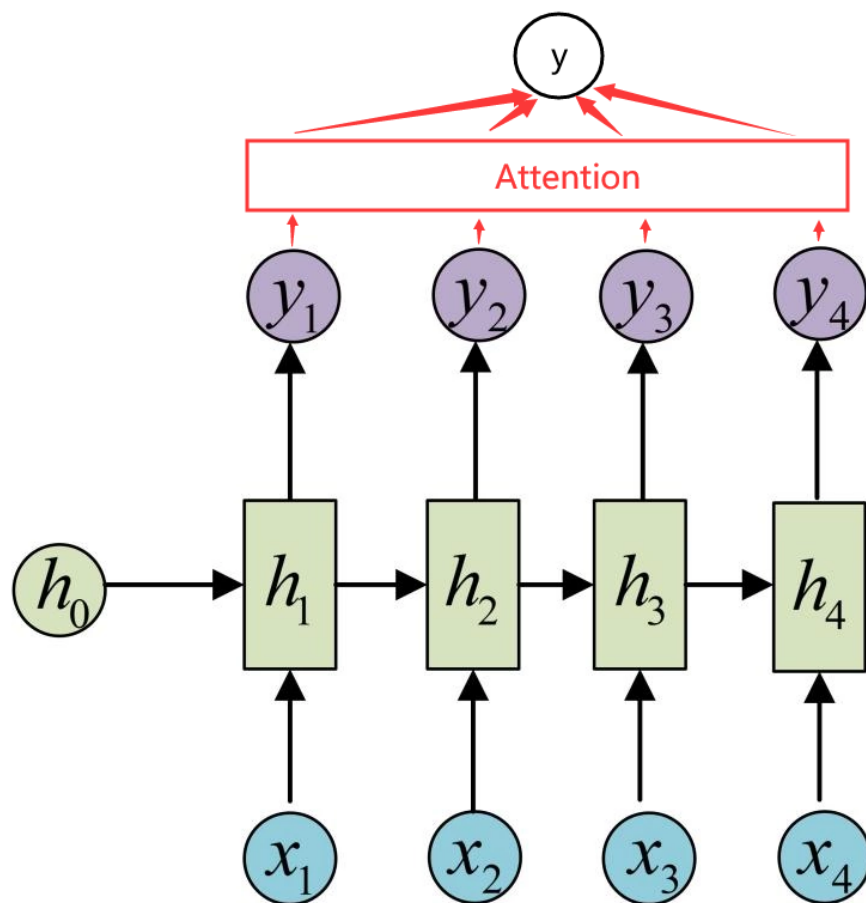 y
Attention
y₁ y₂ y₃ y₄
h₀ h₁ h₂ h₃ h₄
x₁ x₂ x₃ x₄